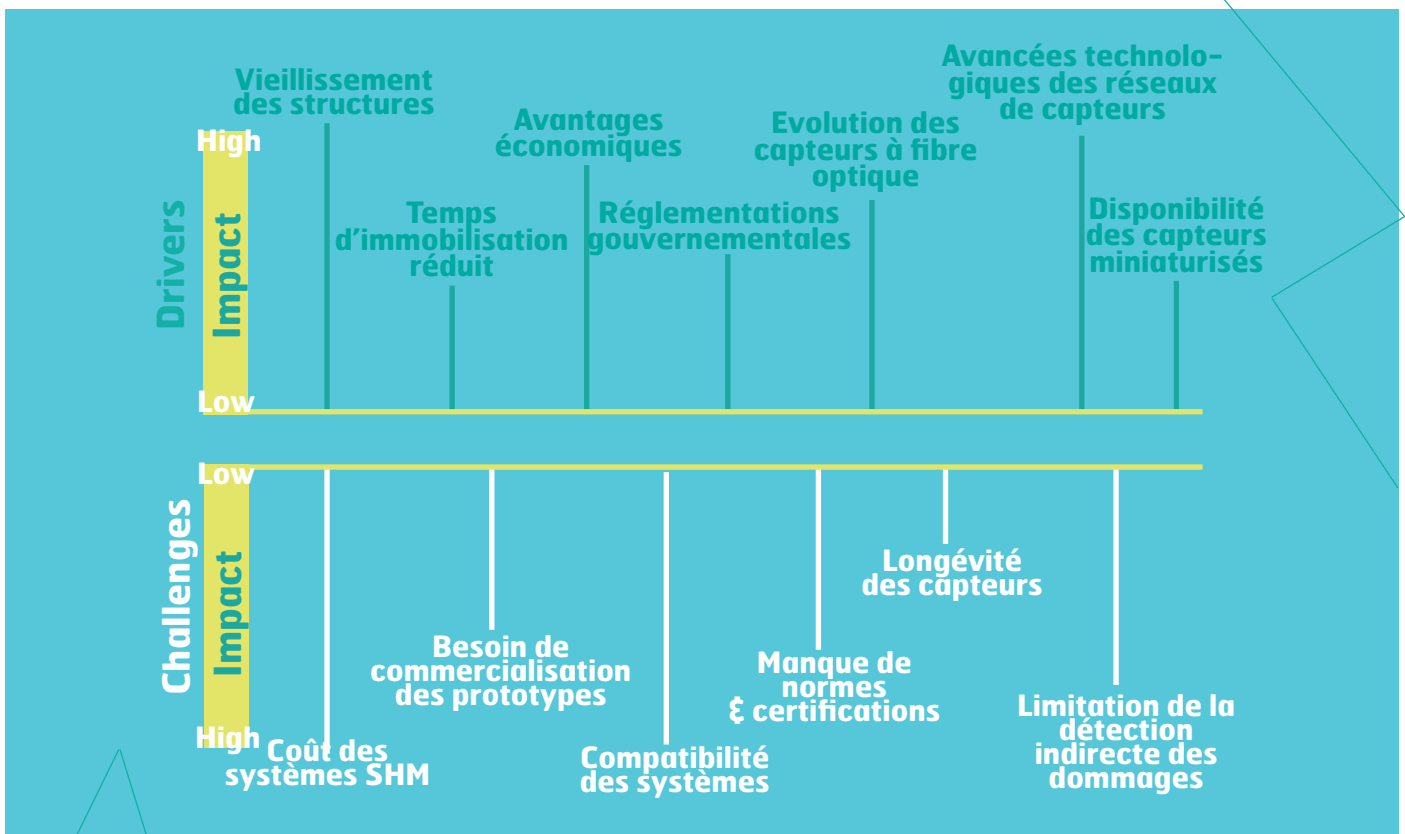 Vieillissement
des structures
Avantages
économiques
Evolution des
capteurs à fibre
optique
Avancées technolo-
giques des réseaux
de capteurs
High
Drivers
Impact
Low
Temps
d'immobilisation
réduit
Réglementations
gouvernementales
Disponibilité
des capteurs
miniaturisés
Low
Challenges
Impact
High
Coût des
systèmes SHM
Besoin de
commercialisation
des prototypes
Compatibilité
des systèmes
Manque de
normes
& certifications
Longévité
des capteurs
Limitation de la
détection
indirecte des
dommages